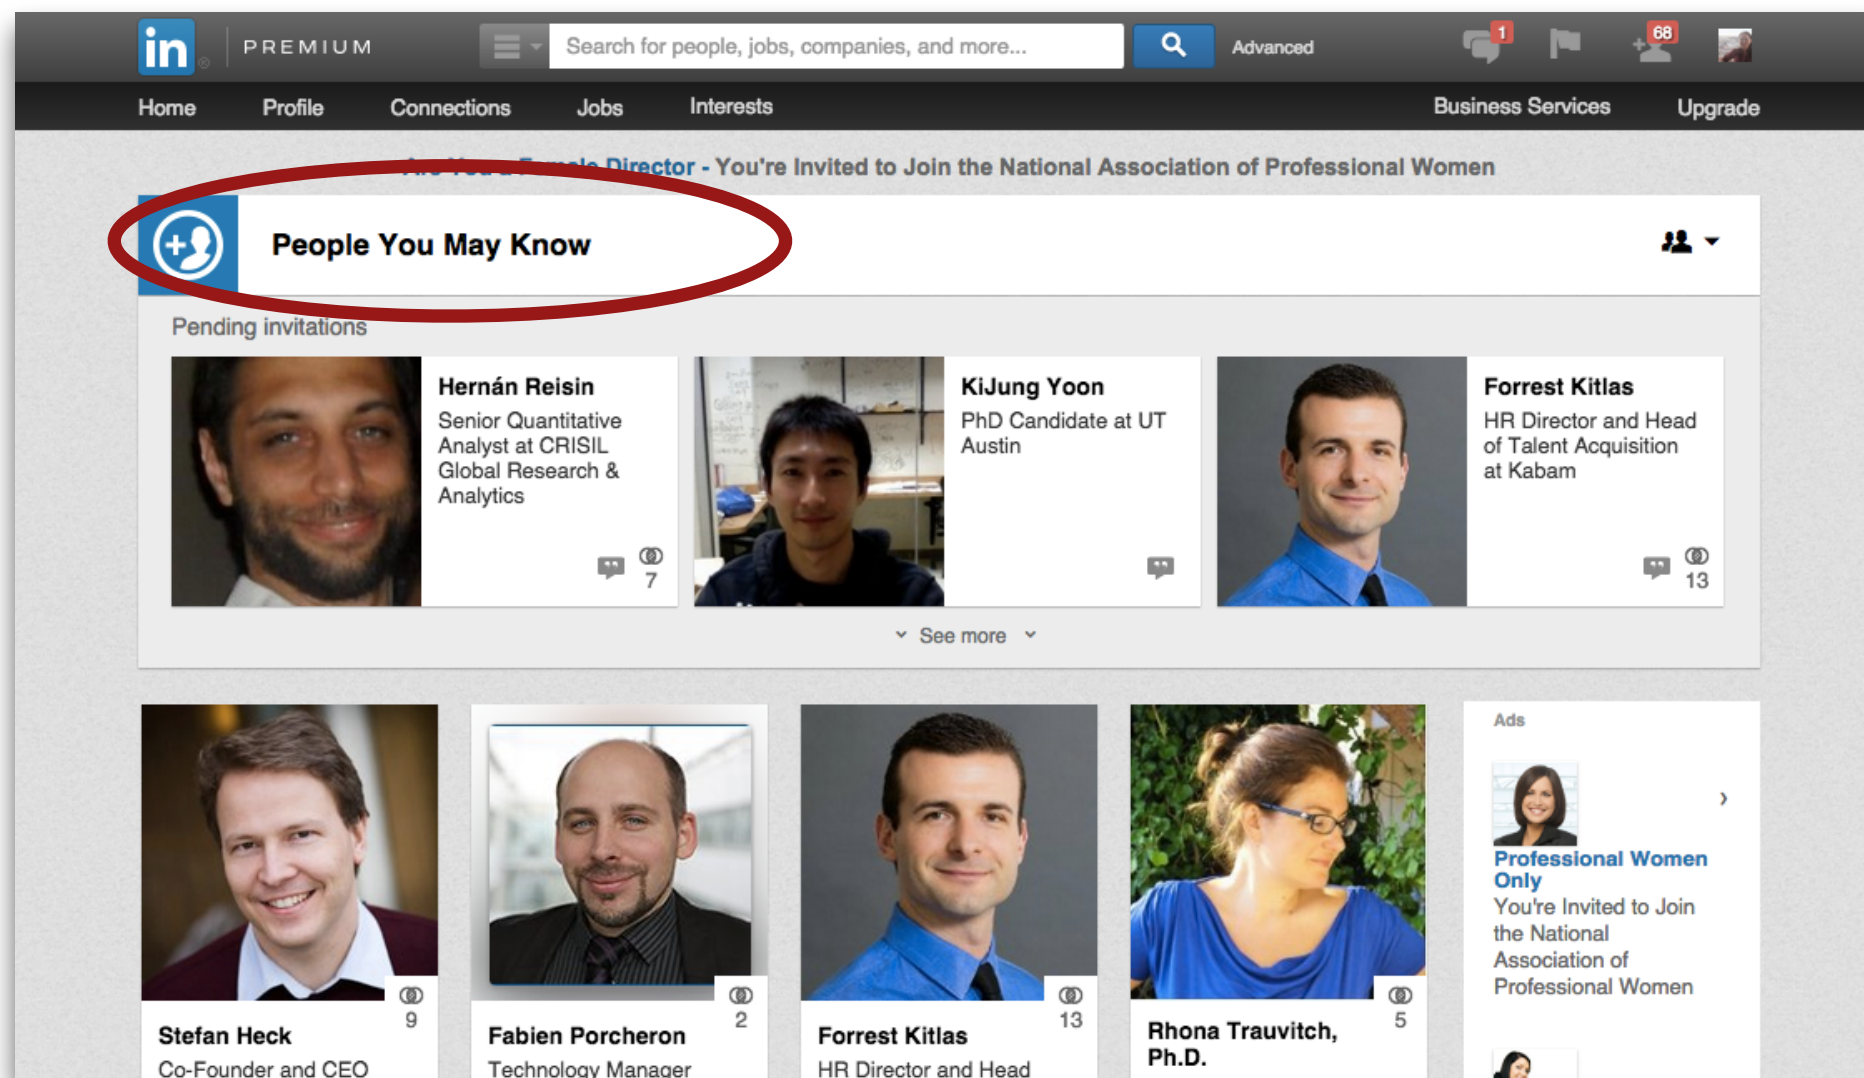 in® PREMIUM Search for people, jobs, companies, and more... Advanced 1 68
Home Profile Connections Jobs Interests Business Services Upgrade
Are You a Female Director - You're Invited to Join the National Association of Professional Women
People You May Know
Pending invitations
Hernán Reisin
Senior Quantitative
Analyst at CRISIL
Global Research &
Analytics
7
KiJung Yoon
PhD Candidate at UT
Austin
Forrest Kitlas
HR Director and Head
of Talent Acquisition
at Kabam
13
See more
9
Stefan Heck
Co-Founder and CEO
2
Fabien Porcheron
Technology Manager
13
Forrest Kitlas
HR Director and Head
5
Rhona Trauvitch,
Ph.D.
Ads
Professional Women
Only
You're Invited to Join
the National
Association of
Professional Women